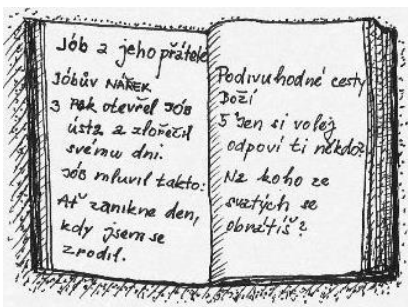 Jób a jeho přátelé
Jóbův NÁŘEK
3 Pak otevřel JÓB
ústa a zlořečil
svému dni.
JÓB mluvil takto:
Ať zanikne den,
kdy jsem se
zrodil.
Podivuhodné cesty
Boží
5 Jen si volej
odpoví ti někdo?
Na koho ze
svatých se
obrátíš?